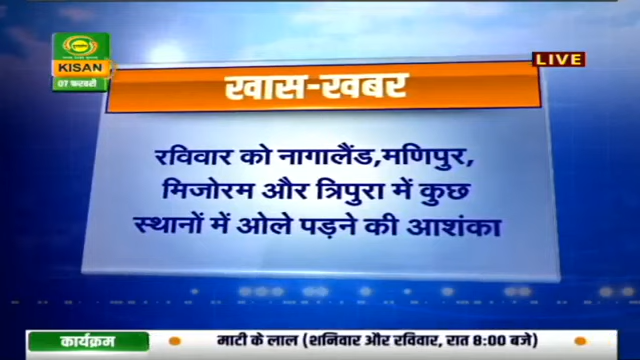 KISAN
07 फरवरी
LIVE
खास-खबर
रविवार को नागालैंड,मणिपुर,
मिजोरम और त्रिपुरा में कुछ
स्थानों में ओले पड़ने की आशंका
कार्यक्रम
माटी के लाल (शनिवार और रविवार, रात 8:00 बजे)